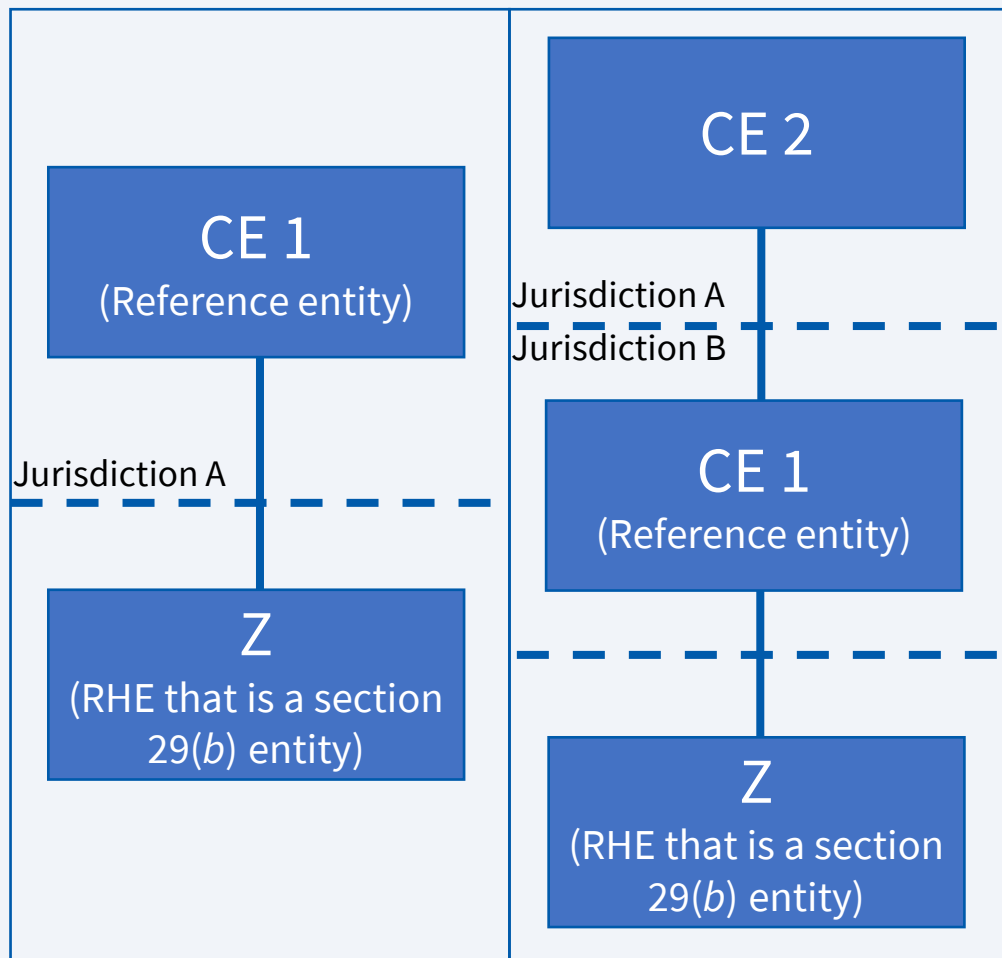 CE 1
(Reference entity)
Jurisdiction A
Z
(RHE that is a section
29(b) entity)
CE 2
Jurisdiction A
Jurisdiction B
CE 1
(Reference entity)
Z
(RHE that is a section
29(b) entity)